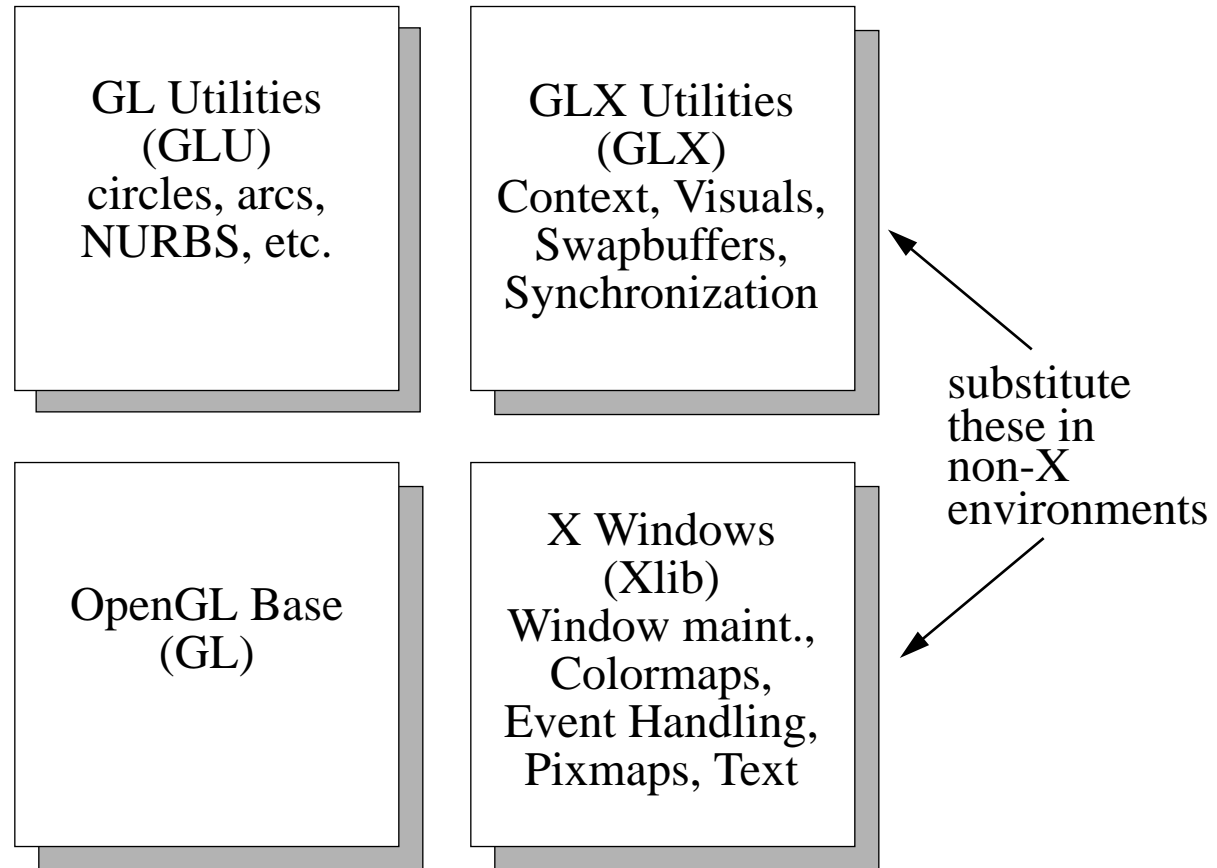 GL Utilities
(GLU)
circles, arcs,
NURBS, etc.
GLX Utilities
(GLX)
Context, Visuals,
Swapbuffers,
Synchronization
substitute
these in
non-X
environments
OpenGL Base
(GL)
X Windows
(Xlib)
Window maint.,
Colormaps,
Event Handling,
Pixmaps, Text